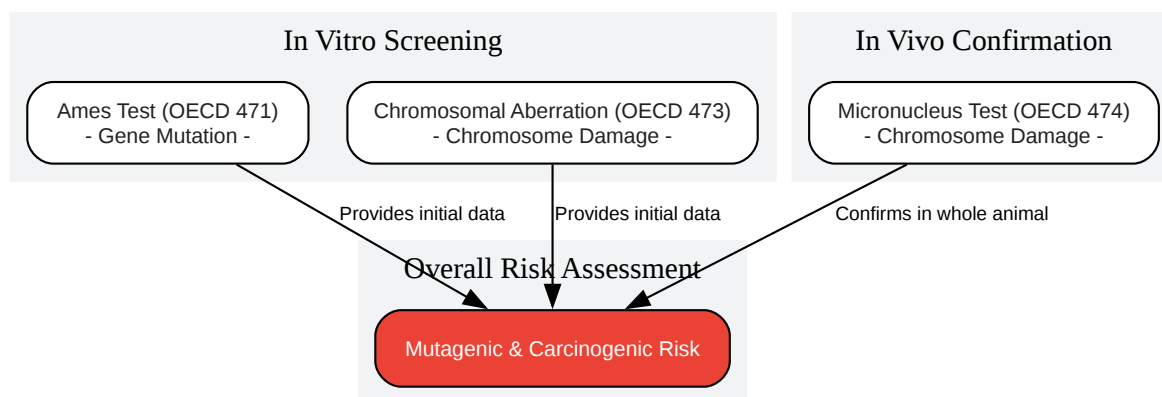 In Vitro Screening
In Vivo Confirmation
Ames Test (OECD 471)
- Gene Mutation -
Chromosomal Aberration (OECD 473)
- Chromosome Damage -
Micronucleus Test (OECD 474)
- Chromosome Damage -
Provides initial data
Provides initial data
Confirms in whole animal
Overall Risk Assessment
Mutagenic & Carcinogenic Risk